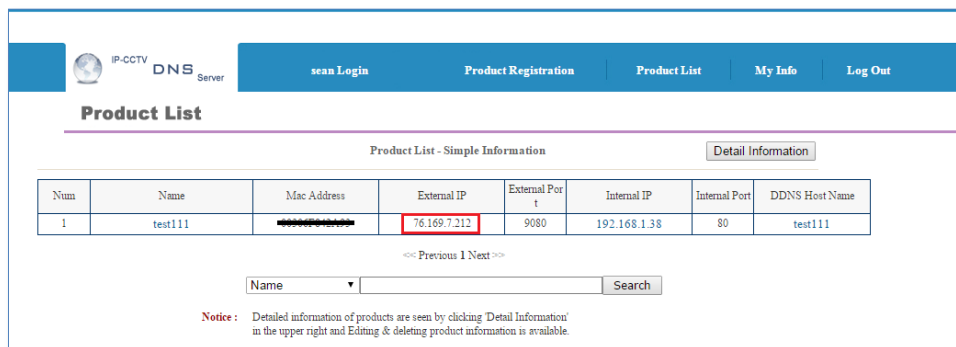 IP-CCTV DNS Server
sean Login Product Registration Product List My Info Log Out
Product List
Product List - Simple Information Detail Information
Num Name Mac Address External IP External Por
t Internal IP Internal Port DDNS Host Name
1 test111 76.169.7.212 9080 192.168.1.38 80 test111
<< Previous 1 Next >>
Name Search
Notice : Detailed information of products are seen by clicking 'Detail Information'
in the upper right and Editing & deleting product information is available.